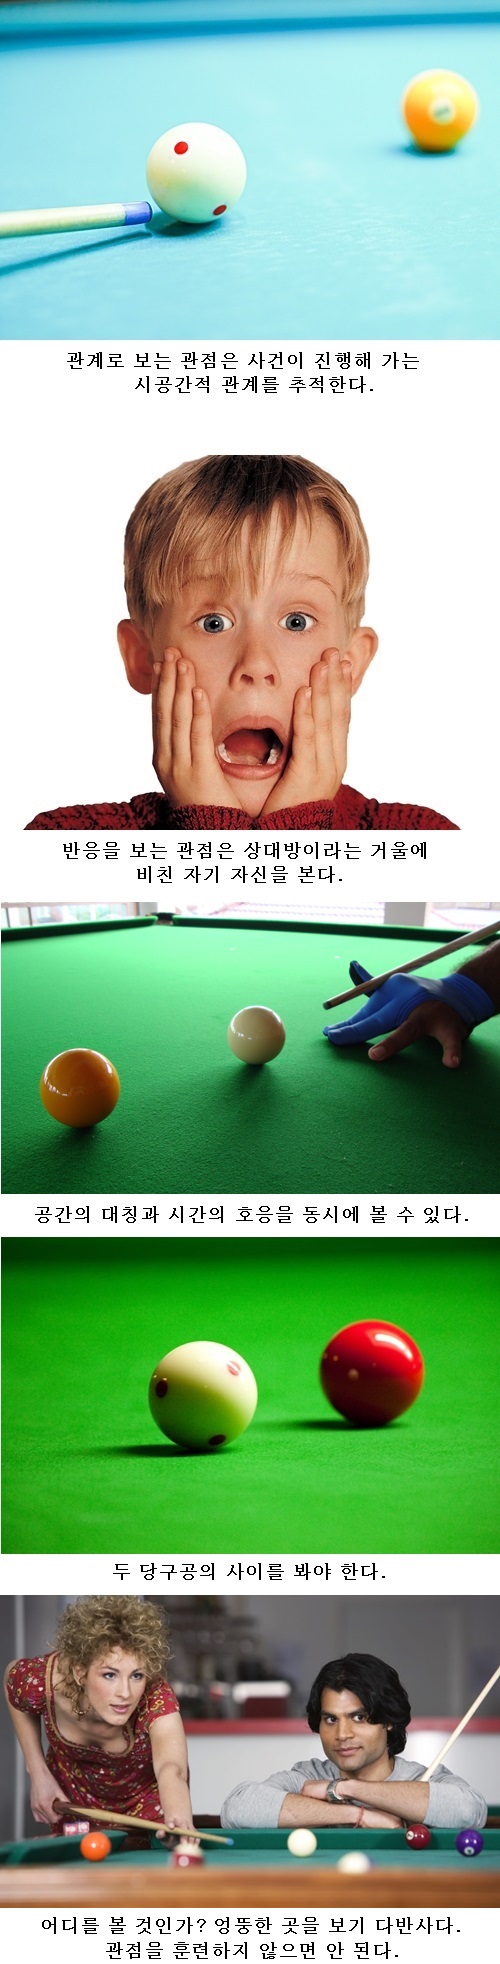 관계로 보는 관점은 사건이 진행해 가는
시공간적 관계를 추적한다.
반응을 보는 관점은 상대방이라는 거울에
비친 자기 자신을 본다.
공간의 대칭과 시간의 호응을 동시에 볼 수 있다.
두 당구공의 사이를 봐야 한다.
어디를 볼 것인가? 엉뚱한 곳을 보기 다반사다.
관점을 훈련하지 않으면 안 된다.